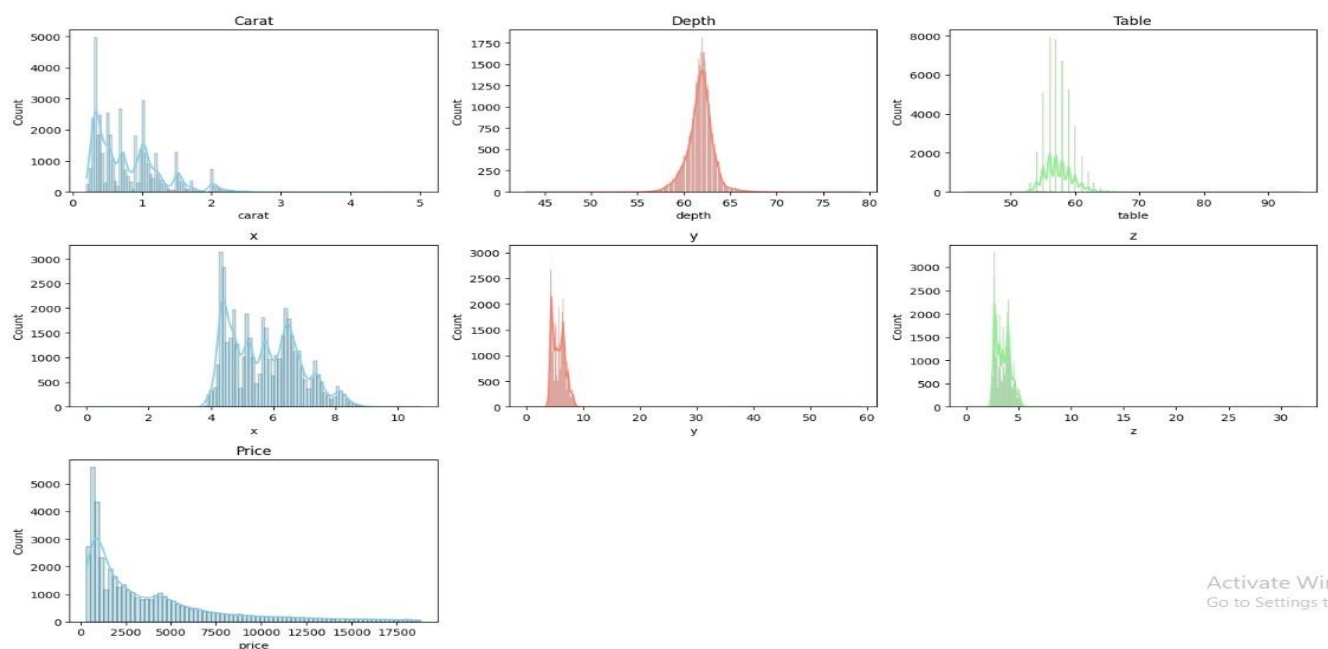 Carat Depth Table
5000 4000 3000 2000 1000 0
Count
0 1 2 3 4 5
carat
1750 1500 1250 1000 750 500 250 0
Count
45 50 55 60 65 70 75 80
depth
8000 6000 4000 2000 0
Count
50 60 70 80 90
table
x y z
3000 2500 2000 1500 1000 500 0
Count
0 2 4 6 8 10
x
3000 2500 2000 1500 1000 500 0
Count
0 10 20 30 40 50 60
y
3000 2500 2000 1500 1000 500 0
Count
0 5 10 15 20 25 30
z
Price
5000 4000 3000 2000 1000 0
Count
0 2500 5000 7500 10000 12500 15000 17500
price
Activate Wi
Go to Settings t